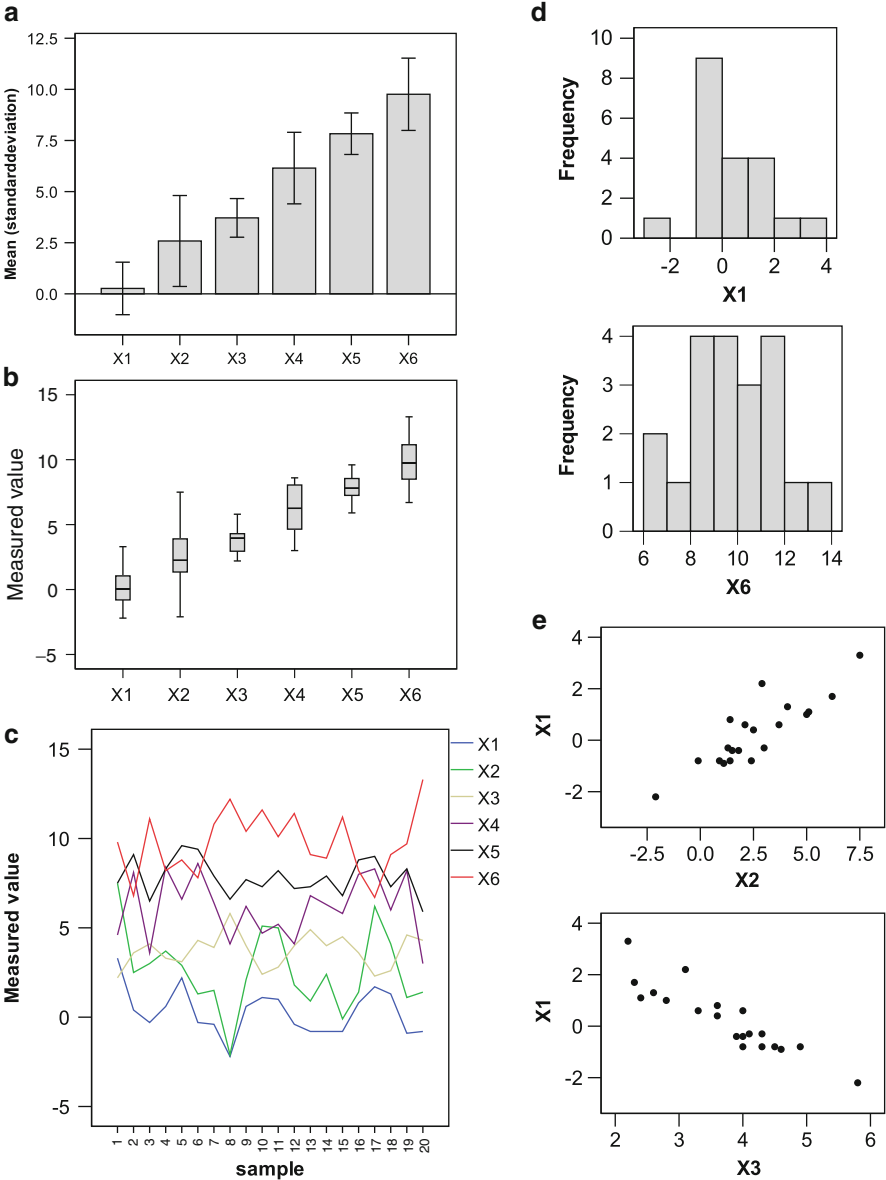 a
12.5
10.0
7.5
5.0
2.5
0.0
Mean (standarddeviation)
X1 X2 X3 X4 X5 X6
b
15
10
5
0
–5
Measured value
X1 X2 X3 X4 X5 X6
c
15
10
5
0
-5
Measured value
1 2 3 4 5 6 7 8 9 10 11 12 13 14 15 16 17 18 19 20
sample
X1
X2
X3
X4
X5
X6
d
10
8
6
4
2
0
Frequency
-2 0 2 4
X1
4
3
2
1
0
Frequency
6 8 10 12 14
X6
e
4
2
0
-2
X1
-2.5 0.0 2.5 5.0 7.5
X2
4
2
0
-2
X1
2 3 4 5 6
X3